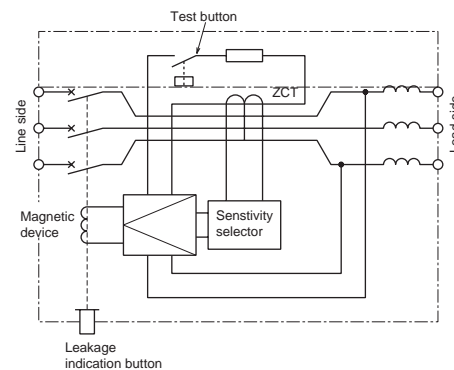 Test button
ZCT
Line side
Load side
Magnetic
device
Senstivity
selector
Leakage
indication button